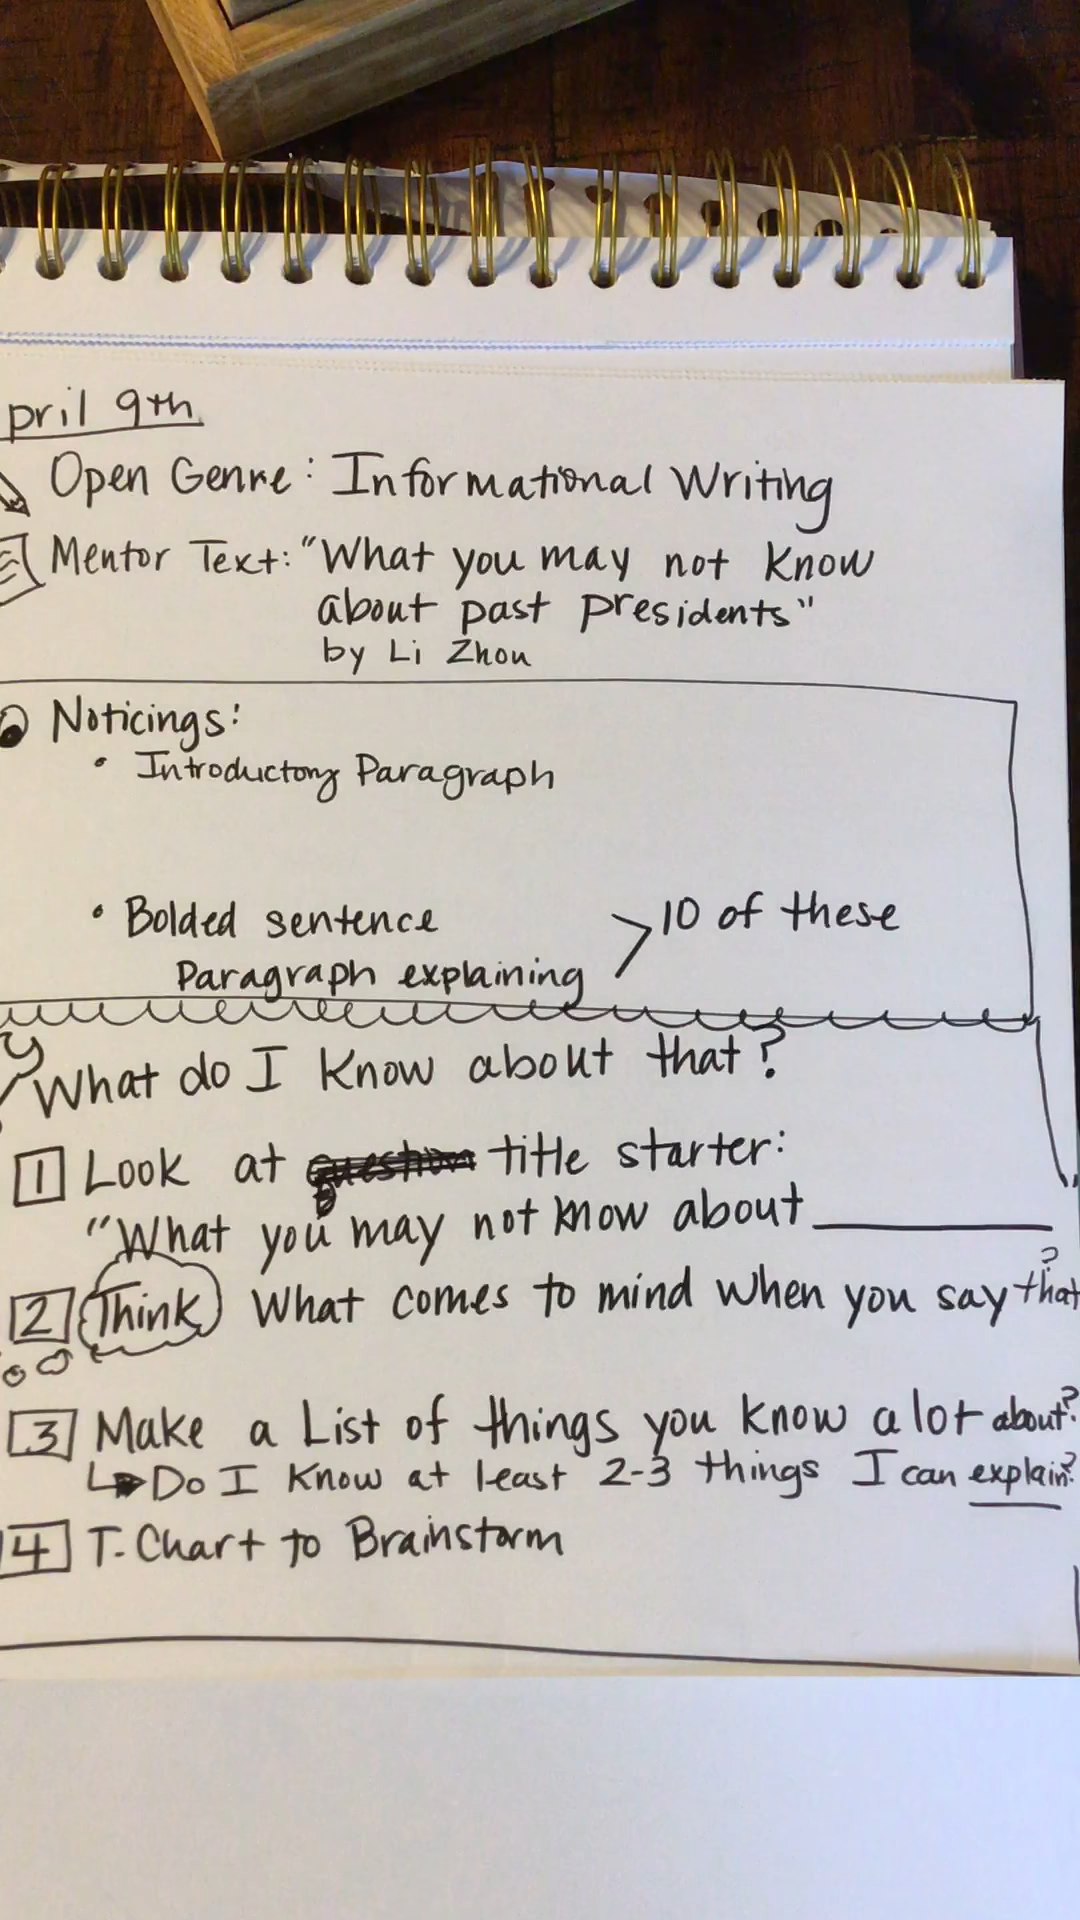 pril 9th
Open Genre: Informational Writing
Mentor Text: "What you may not know
about past presidents"
by Li Zhou
Noticings:
• Introductory Paragraph
• Bolded sentence
Paragraph explaining > 10 of these
What do I know about that?
1 Look at question title starter:
"What you may not know about ________
2 Think What comes to mind when you say that?
3 Make a List of things you know a lot about?
↳ Do I know at least 2-3 things I can explain?
4 T-Chart to Brainstorm